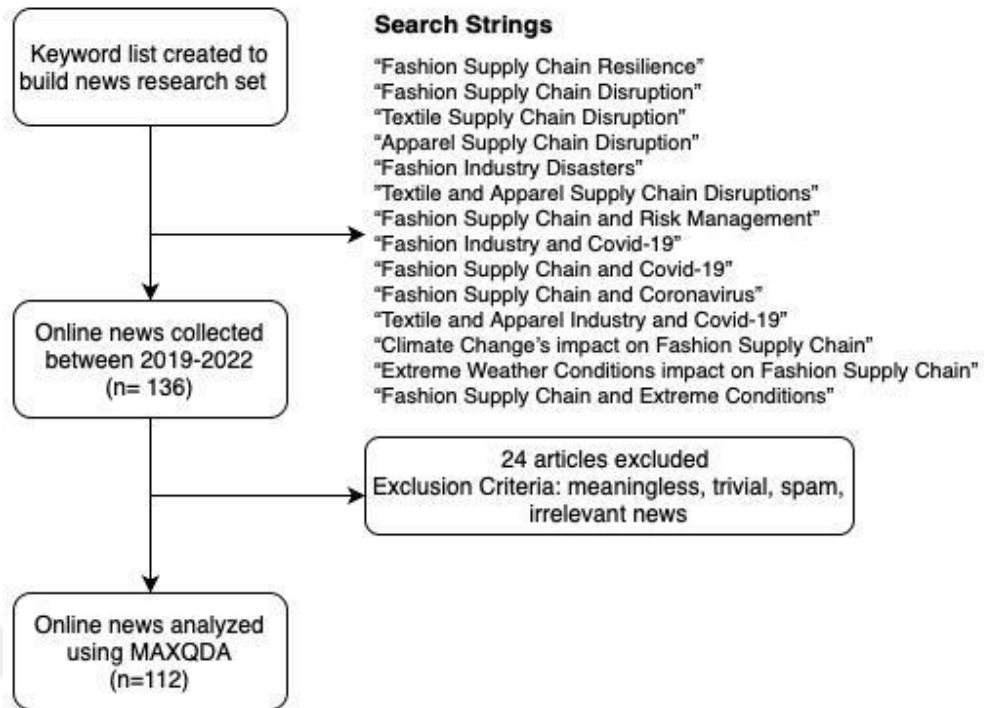 Keyword list created to
build news research set
Search Strings
“Fashion Supply Chain Resilience”
“Fashion Supply Chain Disruption”
“Textile Supply Chain Disruption”
“Apparel Supply Chain Disruption”
“Fashion Industry Disasters”
”Textile and Apparel Supply Chain Disruptions”
“Fashion Supply Chain and Risk Management”
“Fashion Industry and Covid-19”
“Fashion Supply Chain and Covid-19”
“Fashion Supply Chain and Coronavirus”
“Textile and Apparel Industry and Covid-19”
“Climate Change’s impact on Fashion Supply Chain”
“Extreme Weather Conditions impact on Fashion Supply Chain”
“Fashion Supply Chain and Extreme Conditions”
Online news collected
between 2019-2022
(n= 136)
24 articles excluded
Exclusion Criteria: meaningless, trivial, spam,
irrelevant news
Online news analyzed
using MAXQDA
(n=112)